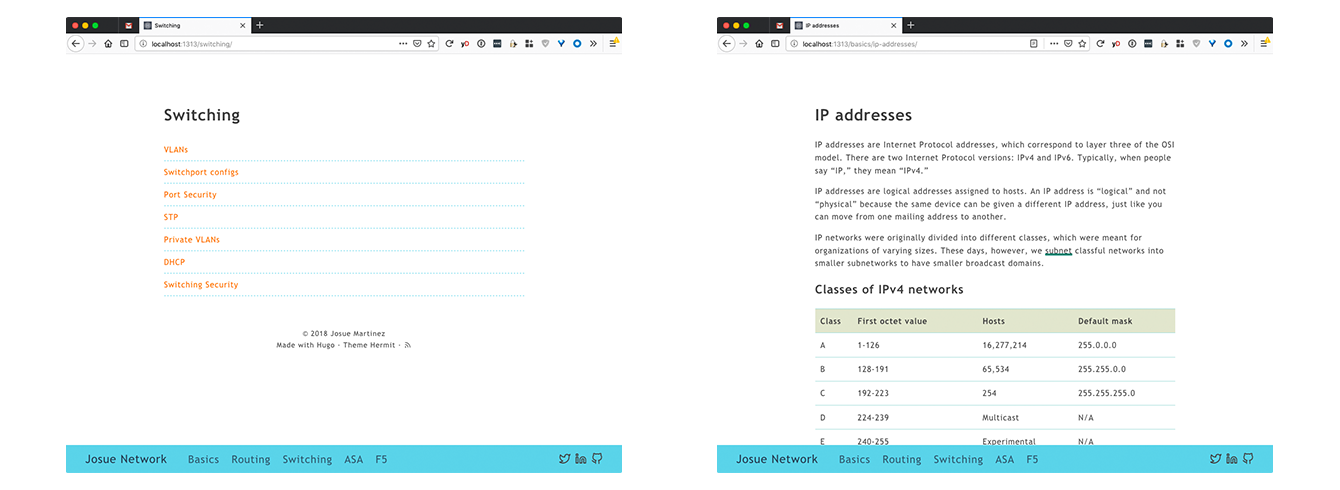 Switching
localhost:1313/switching/
Switching
VLANs
Switchport configs
Port Security
STP
Private VLANs
DHCP
Switching Security
© 2018 Josue Martinez
Made with Hugo · Theme Hermit ·
Josue Network Basics Routing Switching ASA F5
IP addresses
localhost:1313/basics/ip-addresses/
IP addresses
IP addresses are Internet Protocol addresses, which correspond to layer three of the OSI
model. There are two Internet Protocol versions: IPv4 and IPv6. Typically, when people
say “IP,” they mean “IPv4.”
IP addresses are logical addresses assigned to hosts. An IP address is “logical” and not
“physical” because the same device can be given a different IP address, just like you
can move from one mailing address to another.
IP networks were originally divided into different classes, which were meant for
organizations of varying sizes. These days, however, we subnet classful networks into
smaller subnetworks to have smaller broadcast domains.
Classes of IPv4 networks
Class First octet value Hosts Default mask
A 1-126 16,277,214 255.0.0.0
B 128-191 65,534 255.255.0.0
C 192-223 254 255.255.255.0
D 224-239 Multicast N/A
E 240-255 Experimental N/A
Josue Network Basics Routing Switching ASA F5